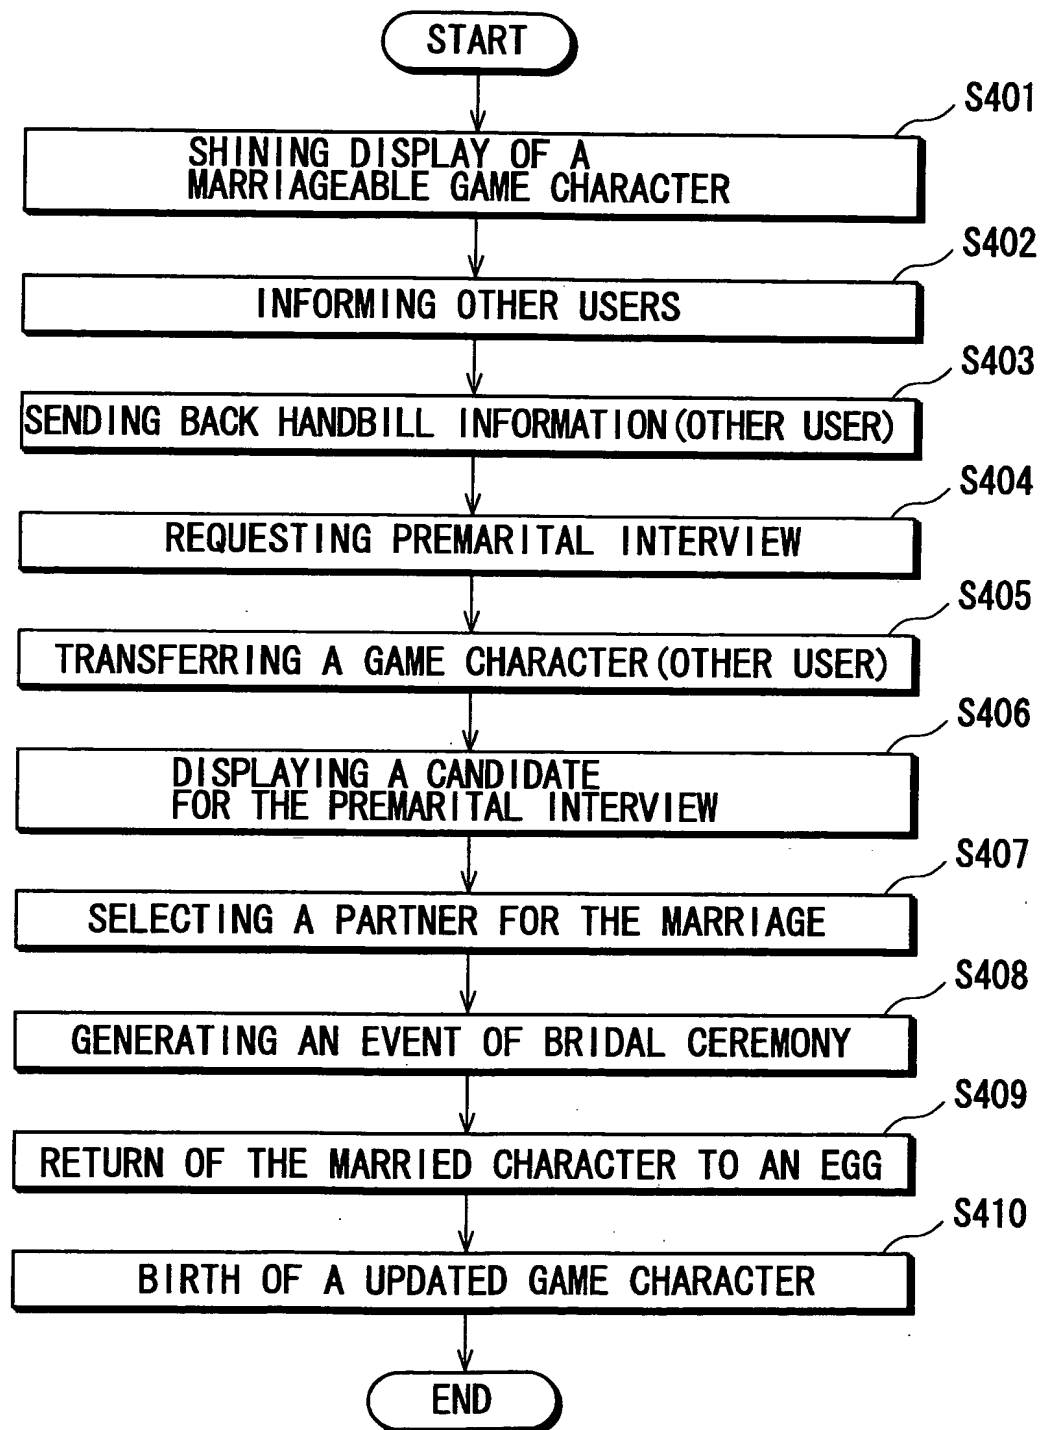 START
S401
SHINING DISPLAY OF A
MARRIAGEABLE GAME CHARACTER
S402
INFORMING OTHER USERS
S403
SENDING BACK HANDBILL INFORMATION(OTHER USER)
S404
REQUESTING PREMARITAL INTERVIEW
S405
TRANSFERRING A GAME CHARACTER(OTHER USER)
S406
DISPLAYING A CANDIDATE
FOR THE PREMARITAL INTERVIEW
S407
SELECTING A PARTNER FOR THE MARRIAGE
S408
GENERATING AN EVENT OF BRIDAL CEREMONY
S409
RETURN OF THE MARRIED CHARACTER TO AN EGG
S410
BIRTH OF A UPDATED GAME CHARACTER
END